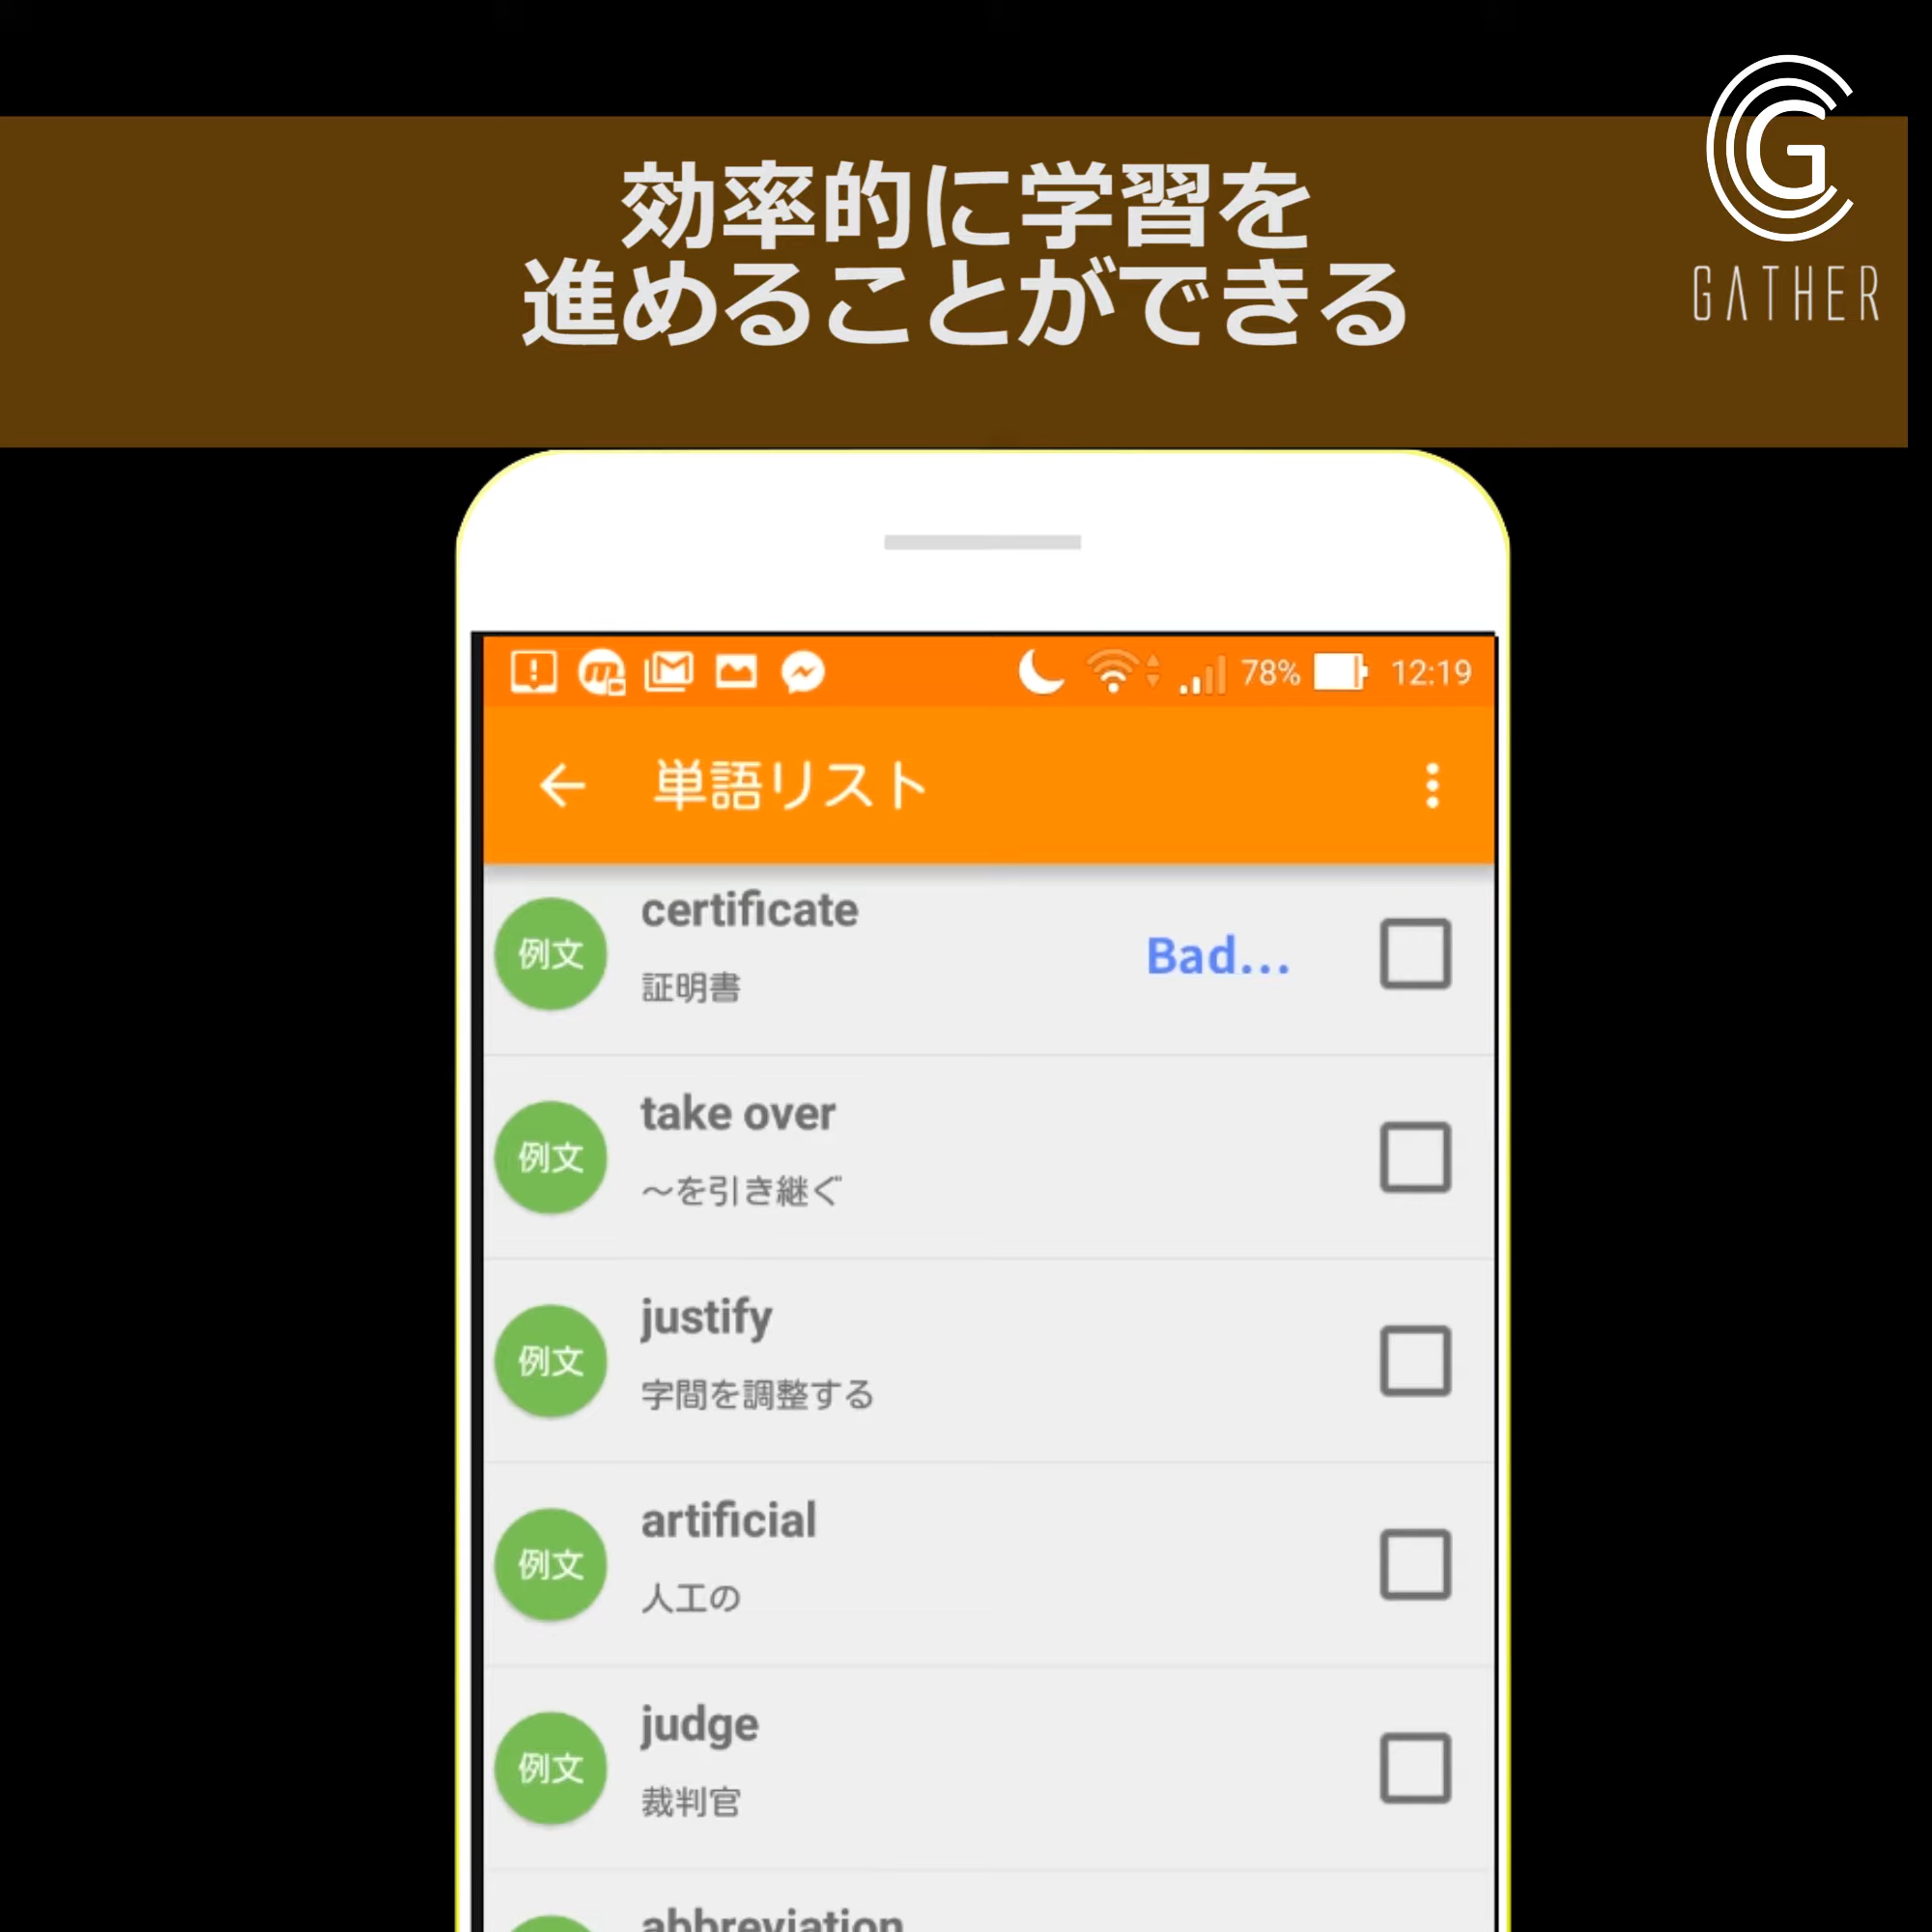 効率的に学習を
進めることができる
G
GATHER
78% 12:19
単語リスト
例文
certificate
証明書
Bad...
例文
take over
～を引き継ぐ
例文
justify
字間を調整する
例文
artificial
人工の
例文
judge
裁判官
abbreviation